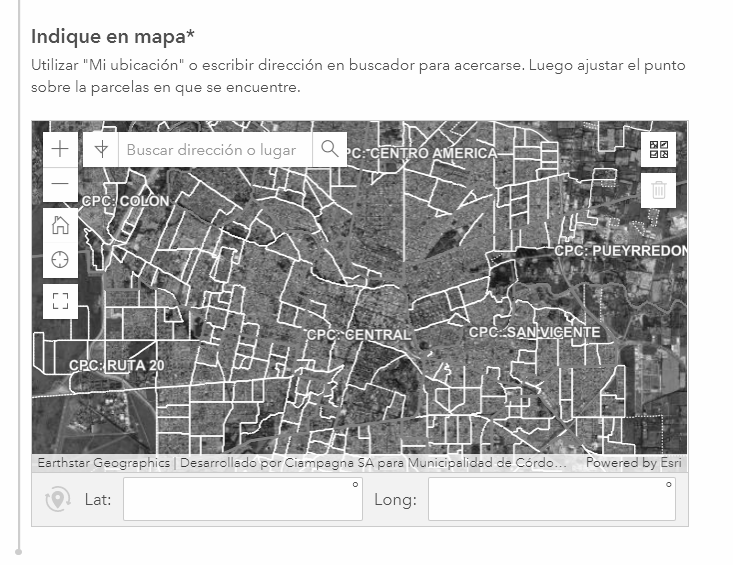 Indique en mapa*
Utilizar "Mi ubicación" o escribir dirección en buscador para acercarse. Luego ajustar el punto
sobre la parcelas en que se encuentre.
Buscar dirección o lugar
PC: CENTRO AMERICA
CPC: COLON
CPC: PUEYRREDON
CPC: CENTRAL
CPC: SAN VICENTE
CPC: RUTA 20
Earthstar Geographics | Desarrollado por Ciampagna SA para Municipalidad de Córdo... Powered by Esri
Lat: ° Long: °